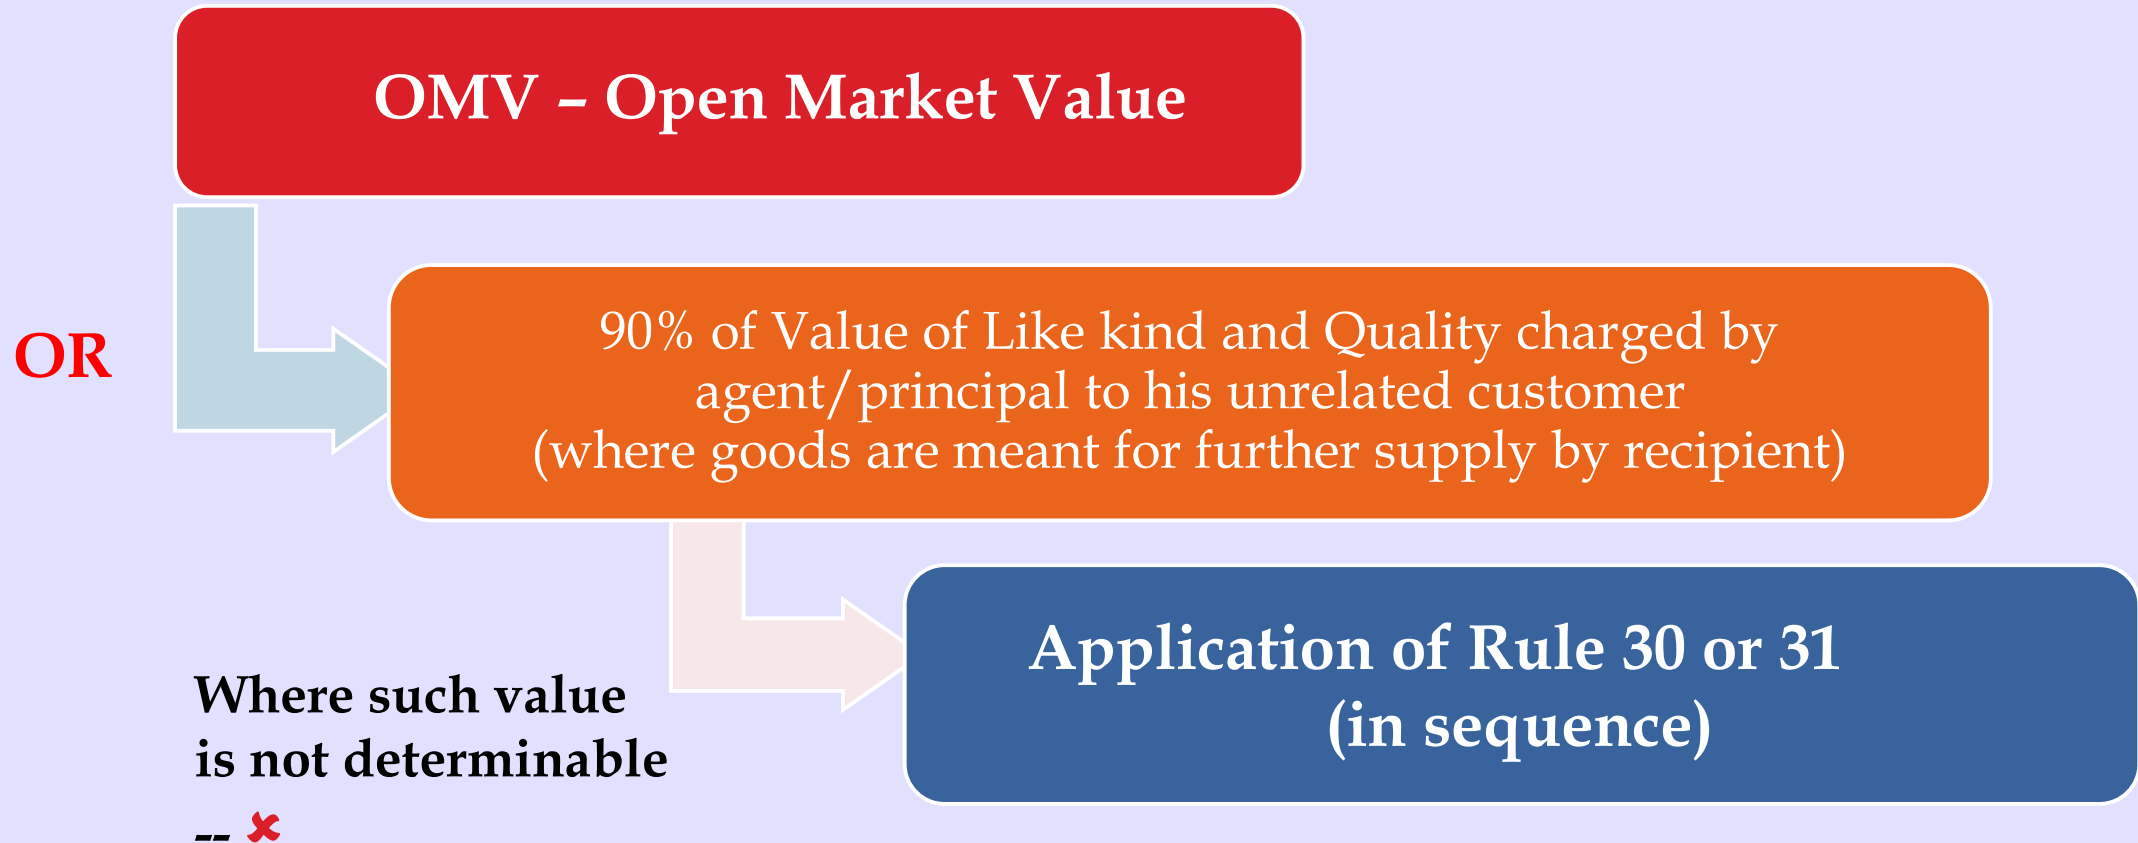 OMV – Open Market Value
OR
90% of Value of Like kind and Quality charged by
agent/principal to his unrelated customer
(where goods are meant for further supply by recipient)
Application of Rule 30 or 31
(in sequence)
Where such value
is not determinable
-- ✘